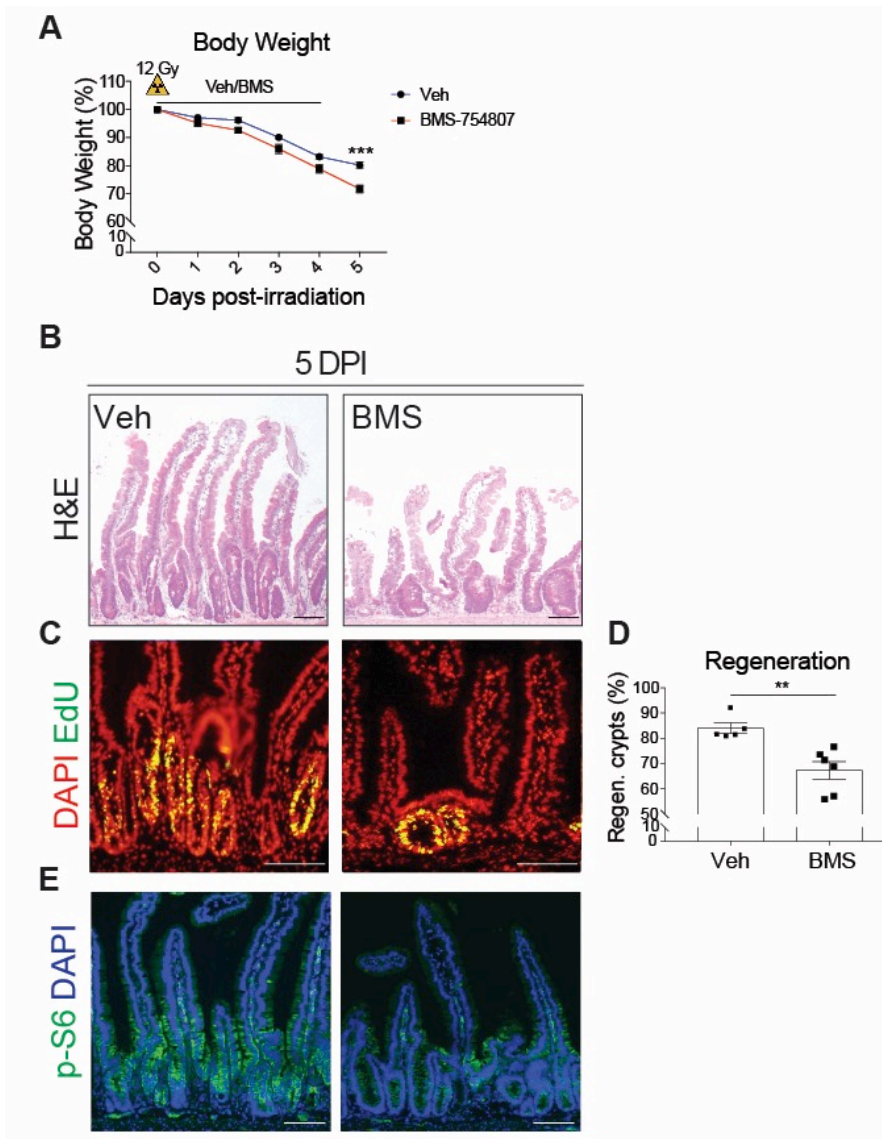 A
Body Weight
12 Gy
Veh/BMS
Body Weight (%)
110
100
90
80
70
60
10
0
***
0 1 2 3 4 5
Days post-irradiation
Veh
BMS-754807
B
5 DPI
Veh BMS
H&E
C
DAPI EdU
D
Regeneration
**
Regen. crypts (%)
100
90
80
70
60
50
10
0
Veh BMS
E
p-S6 DAPI